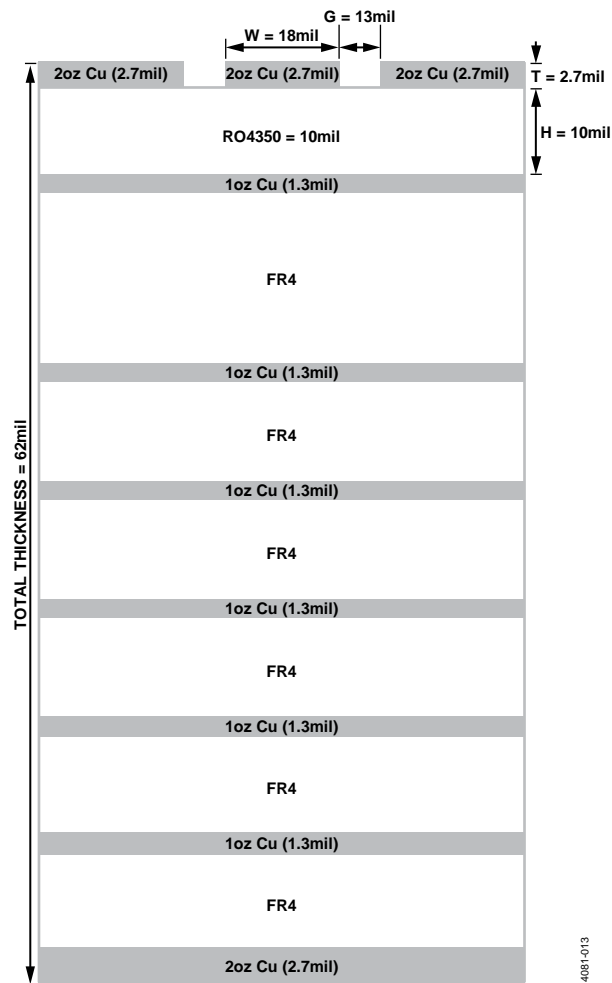 G = 13mil
W = 18mil
2oz Cu (2.7mil) 2oz Cu (2.7mil) 2oz Cu (2.7mil)
T = 2.7mil
RO4350 = 10mil
H = 10mil
1oz Cu (1.3mil)
FR4
1oz Cu (1.3mil)
FR4
1oz Cu (1.3mil)
FR4
1oz Cu (1.3mil)
FR4
1oz Cu (1.3mil)
FR4
1oz Cu (1.3mil)
FR4
2oz Cu (2.7mil)
TOTAL THICKNESS = 62mil
4081-013